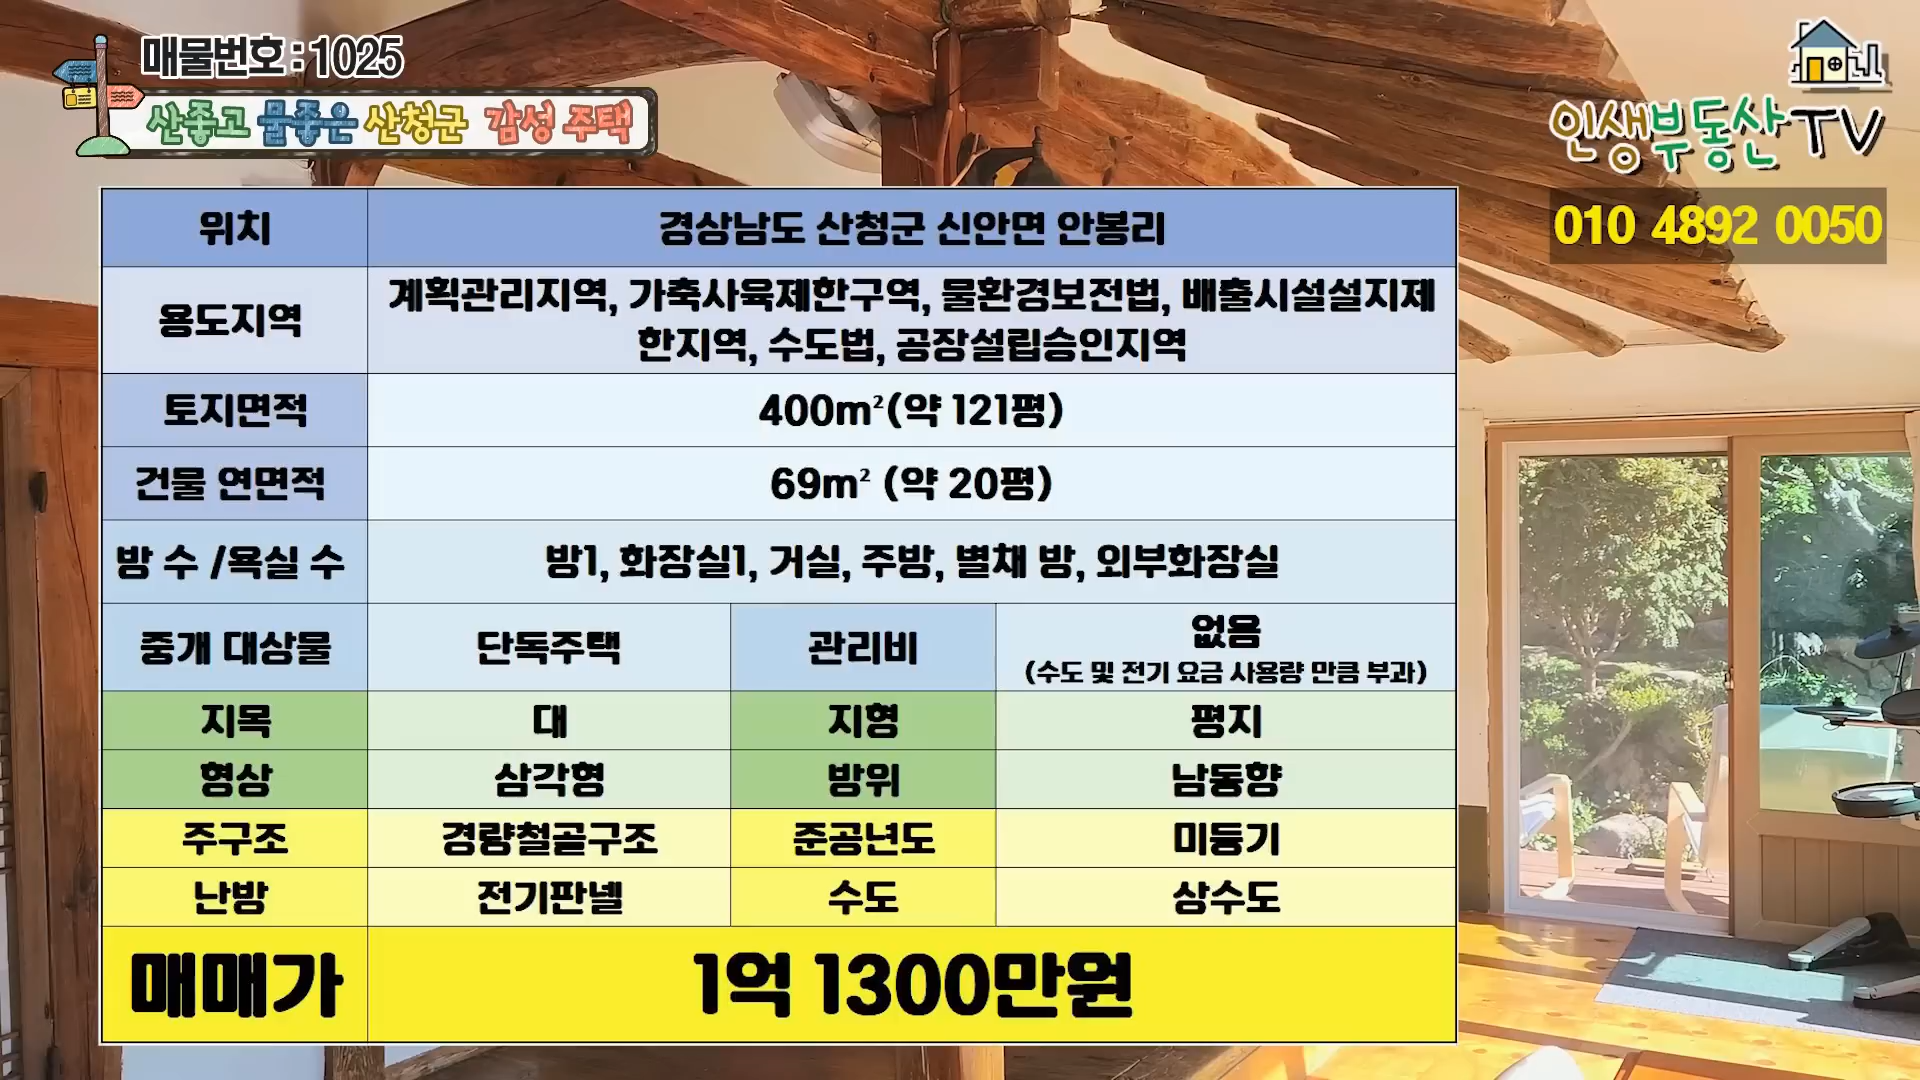 매물번호 : 1025
산좋고 물좋은 산청군 감성 주택
인생부동산TV
010 4892 0050
위치 경상남도 산청군 신안면 안봉리
용도지역 계획관리지역, 가축사육제한구역, 물환경보전법, 배출시설설지제
한지역, 수도법, 공장설립승인지역
토지면적 400m²(약 121평)
건물 연면적 69m² (약 20평)
방 수 /욕실 수 방1, 화장실1, 거실, 주방, 별채 방, 외부화장실
중개 대상물 단독주택 관리비 없음
(수도 및 전기 요금 사용량 만큼 부과)
지목 대 지형 평지
형상 삼각형 방위 남동향
주구조 경량철골구조 준공년도 미등기
난방 전기판넬 수도 상수도
매매가 1억 1300만원